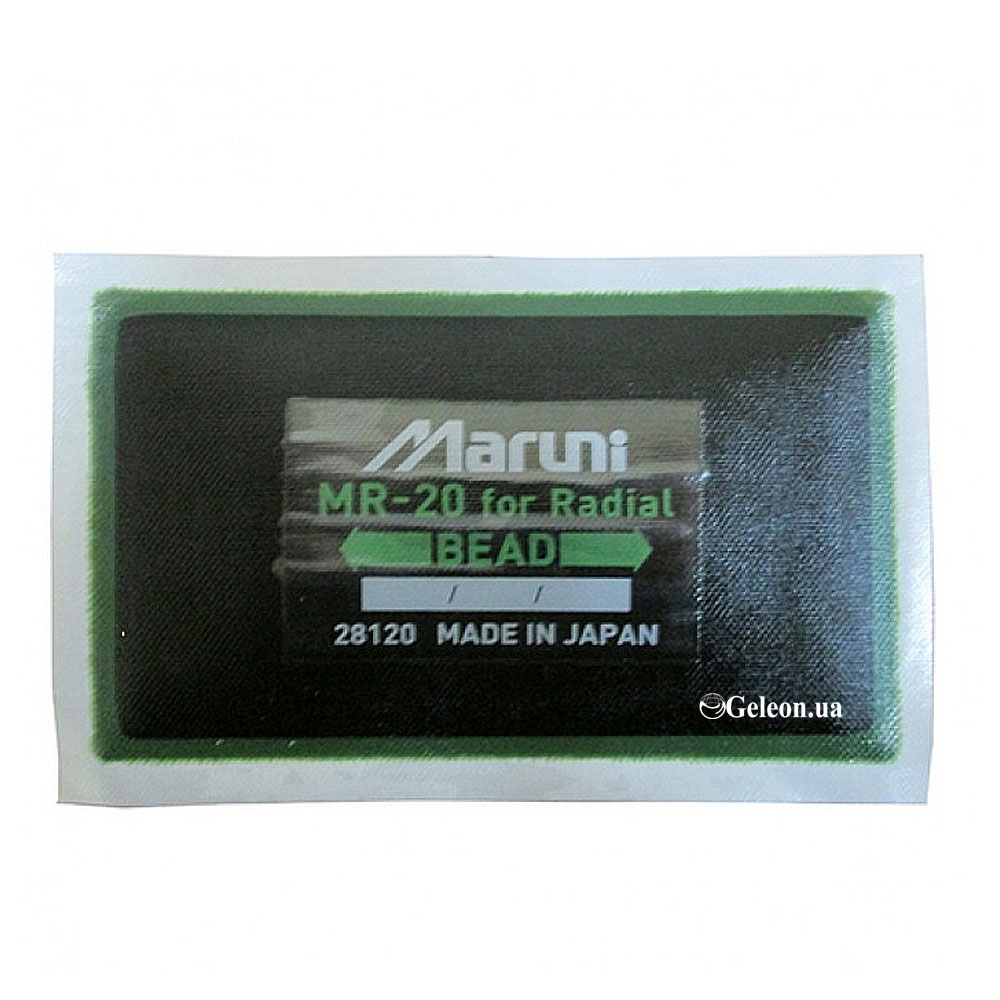 Maruni
MR-20 for Radial
BEAD
/ /
28120 MADE IN JAPAN
Geleon.ua